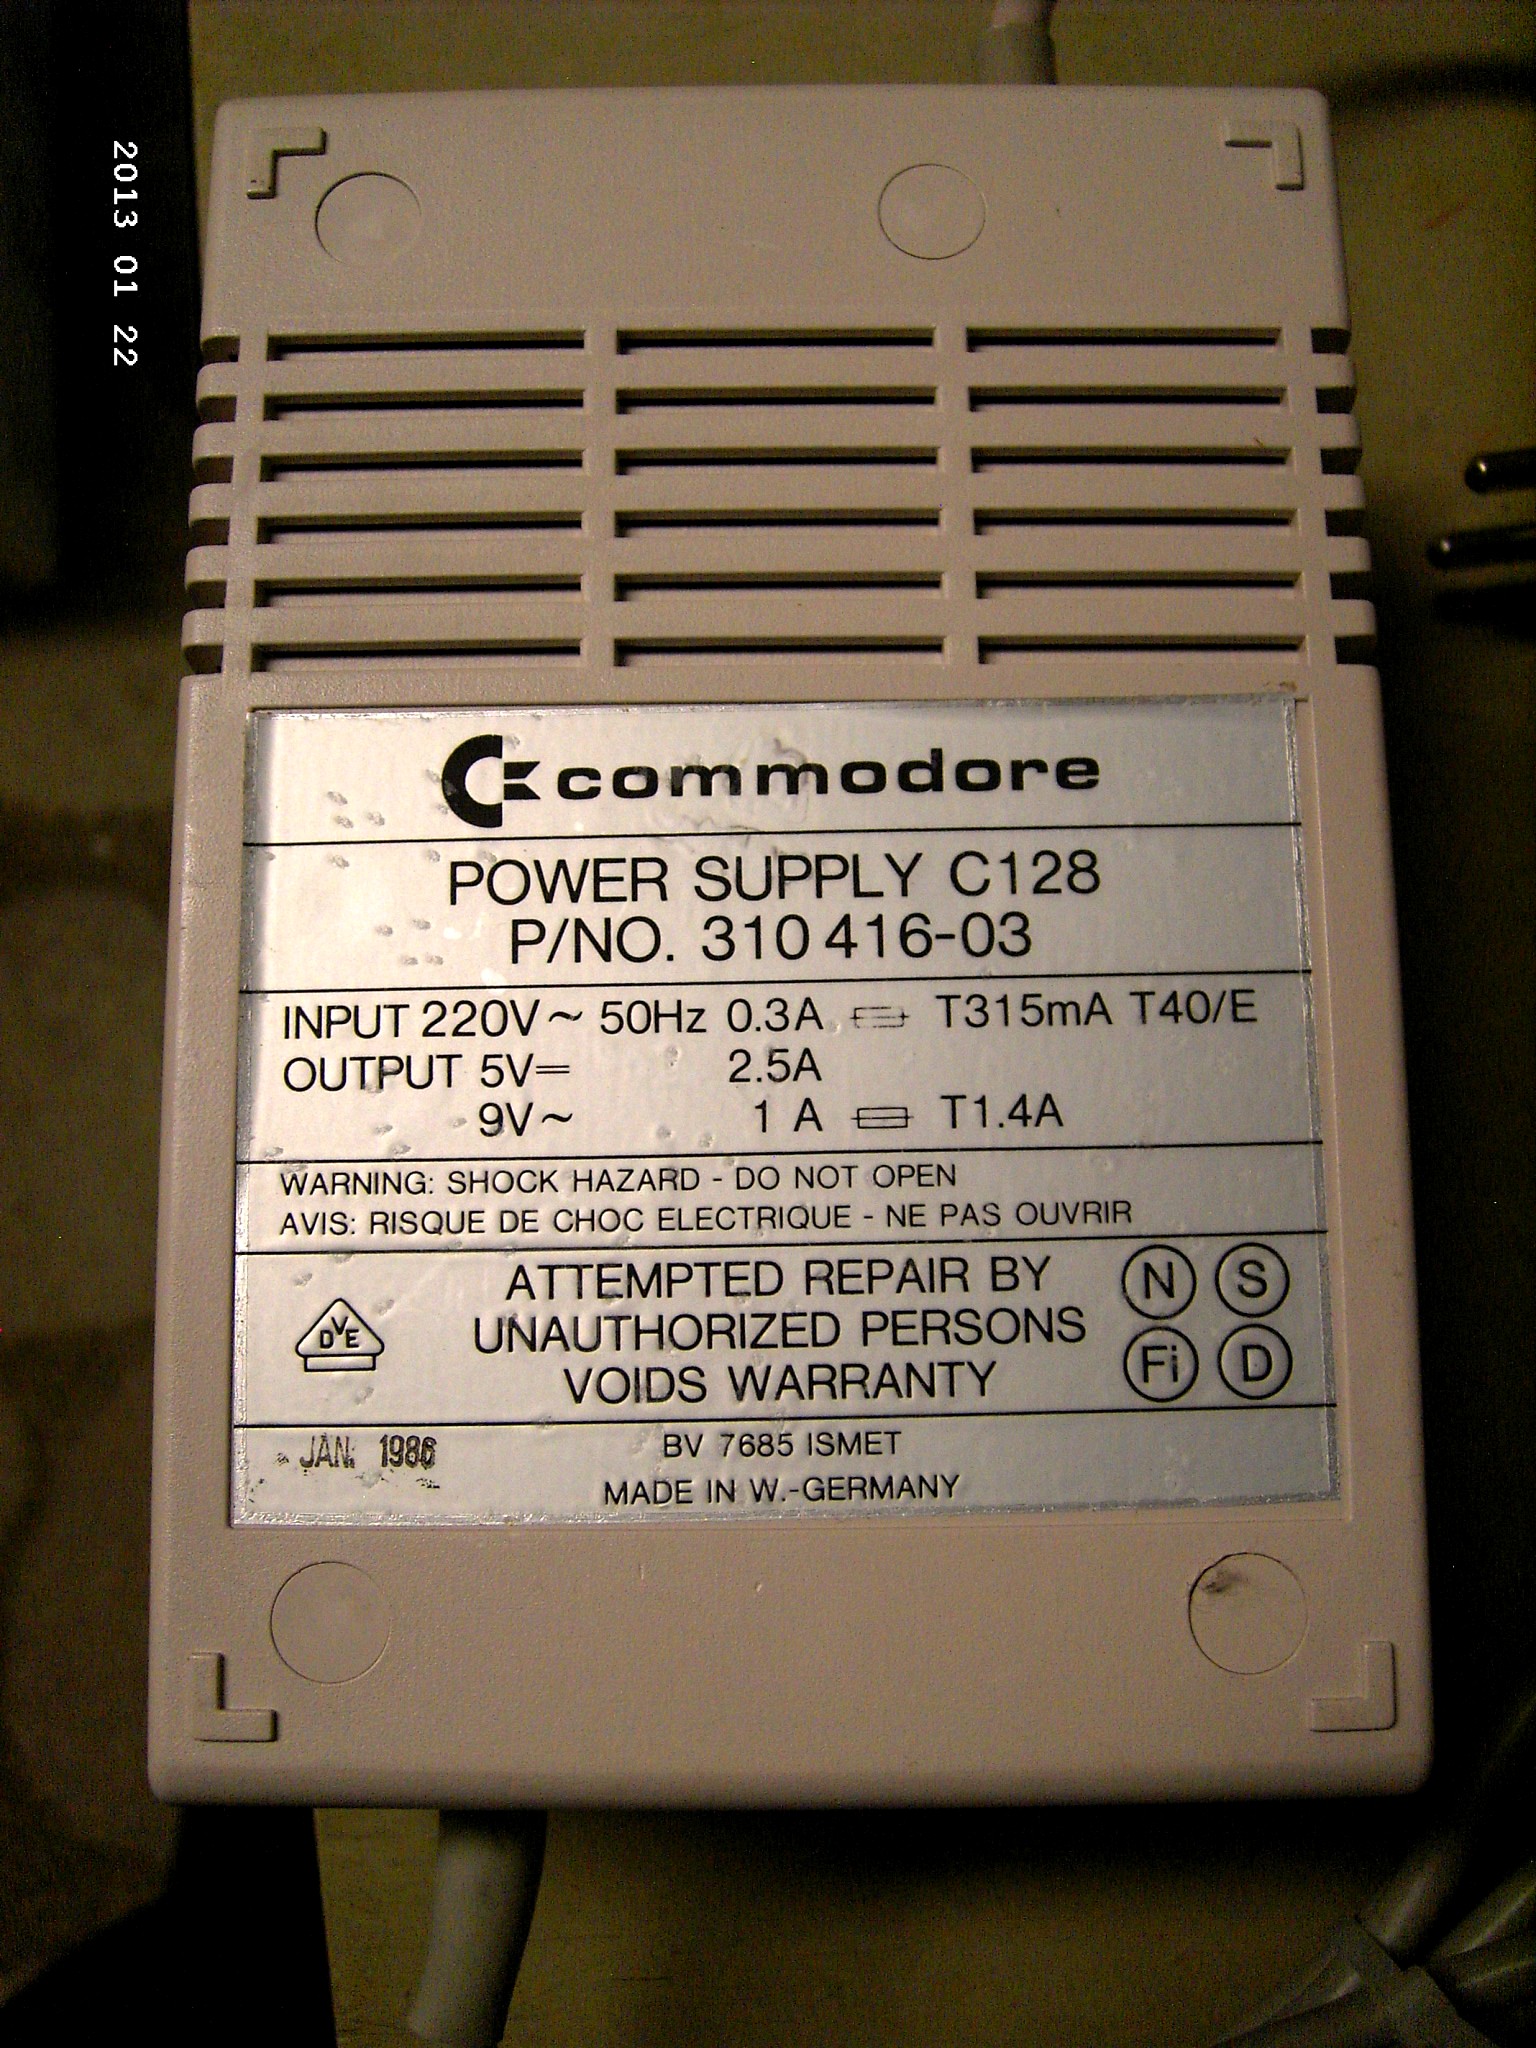 2013 01 22
commodore
POWER SUPPLY C128
P/NO. 310 416-03
INPUT 220V ~ 50Hz 0.3A T315mA T40/E
OUTPUT 5V⎓ 2.5A
9V ~ 1 A T1.4A
WARNING: SHOCK HAZARD - DO NOT OPEN
AVIS: RISQUE DE CHOC ELECTRIQUE - NE PAS OUVRIR
ATTEMPTED REPAIR BY
UNAUTHORIZED PERSONS
VOIDS WARRANTY
DVE
N S
Fi D
JAN. 1986
BV 7685 ISMET
MADE IN W.-GERMANY